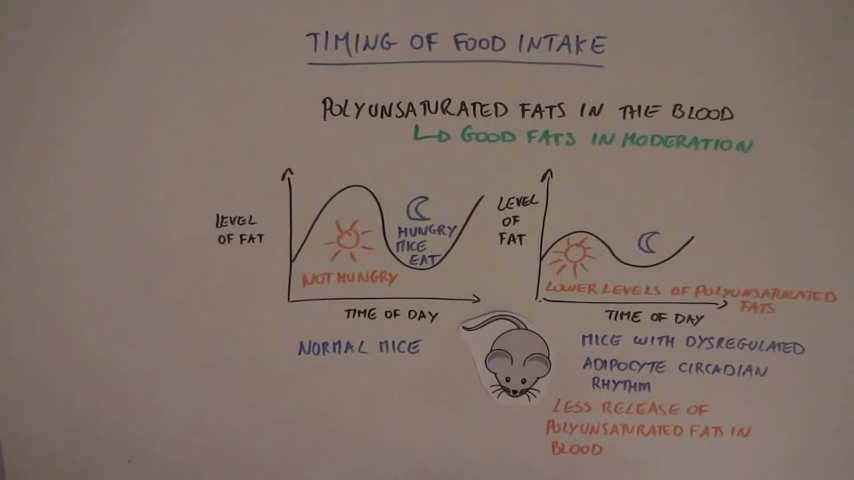 TIMING OF FOOD INTAKE
POLYUNSATURATED FATS IN THE BLOOD
GOOD FATS IN MODERATION
LEVEL
OF FAT
HUNGRY
MICE
EAT
NOT HUNGRY
TIME OF DAY
NORMAL MICE
LEVEL
OF
FAT
LOWER LEVELS OF POLYUNSATURATED
FATS
TIME OF DAY
MICE WITH DYSREGULATED
ADIPOCYTE CIRCADIAN
RHYTHM
LESS RELEASE OF
POLYUNSATURATED FATS IN
BLOOD